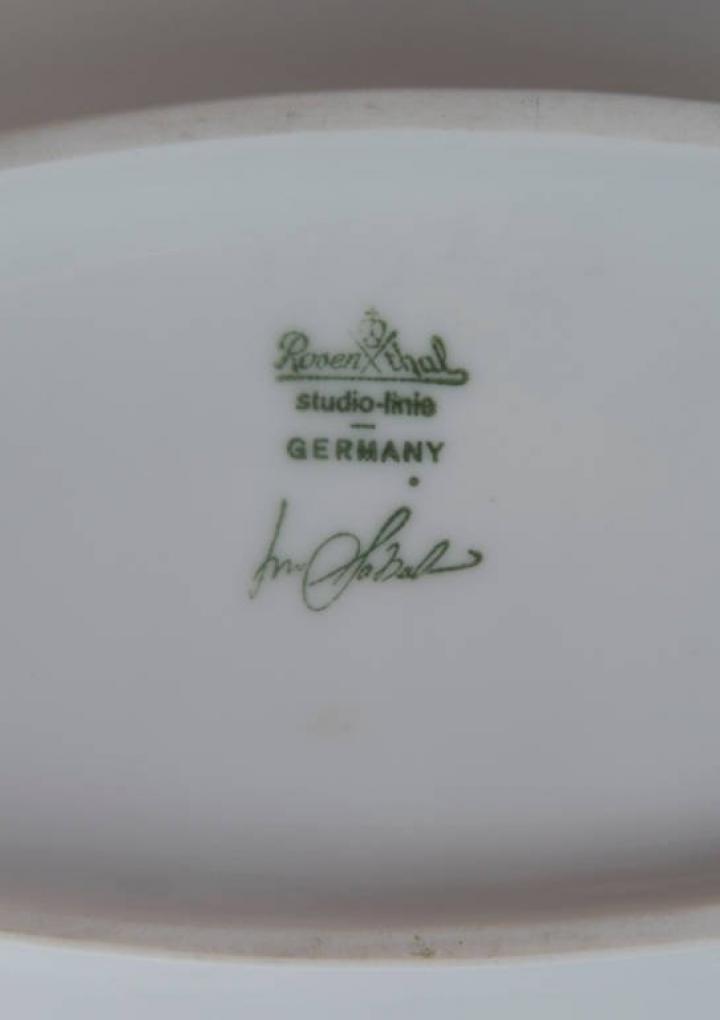 Rosenthal
studio-linie
GERMANY